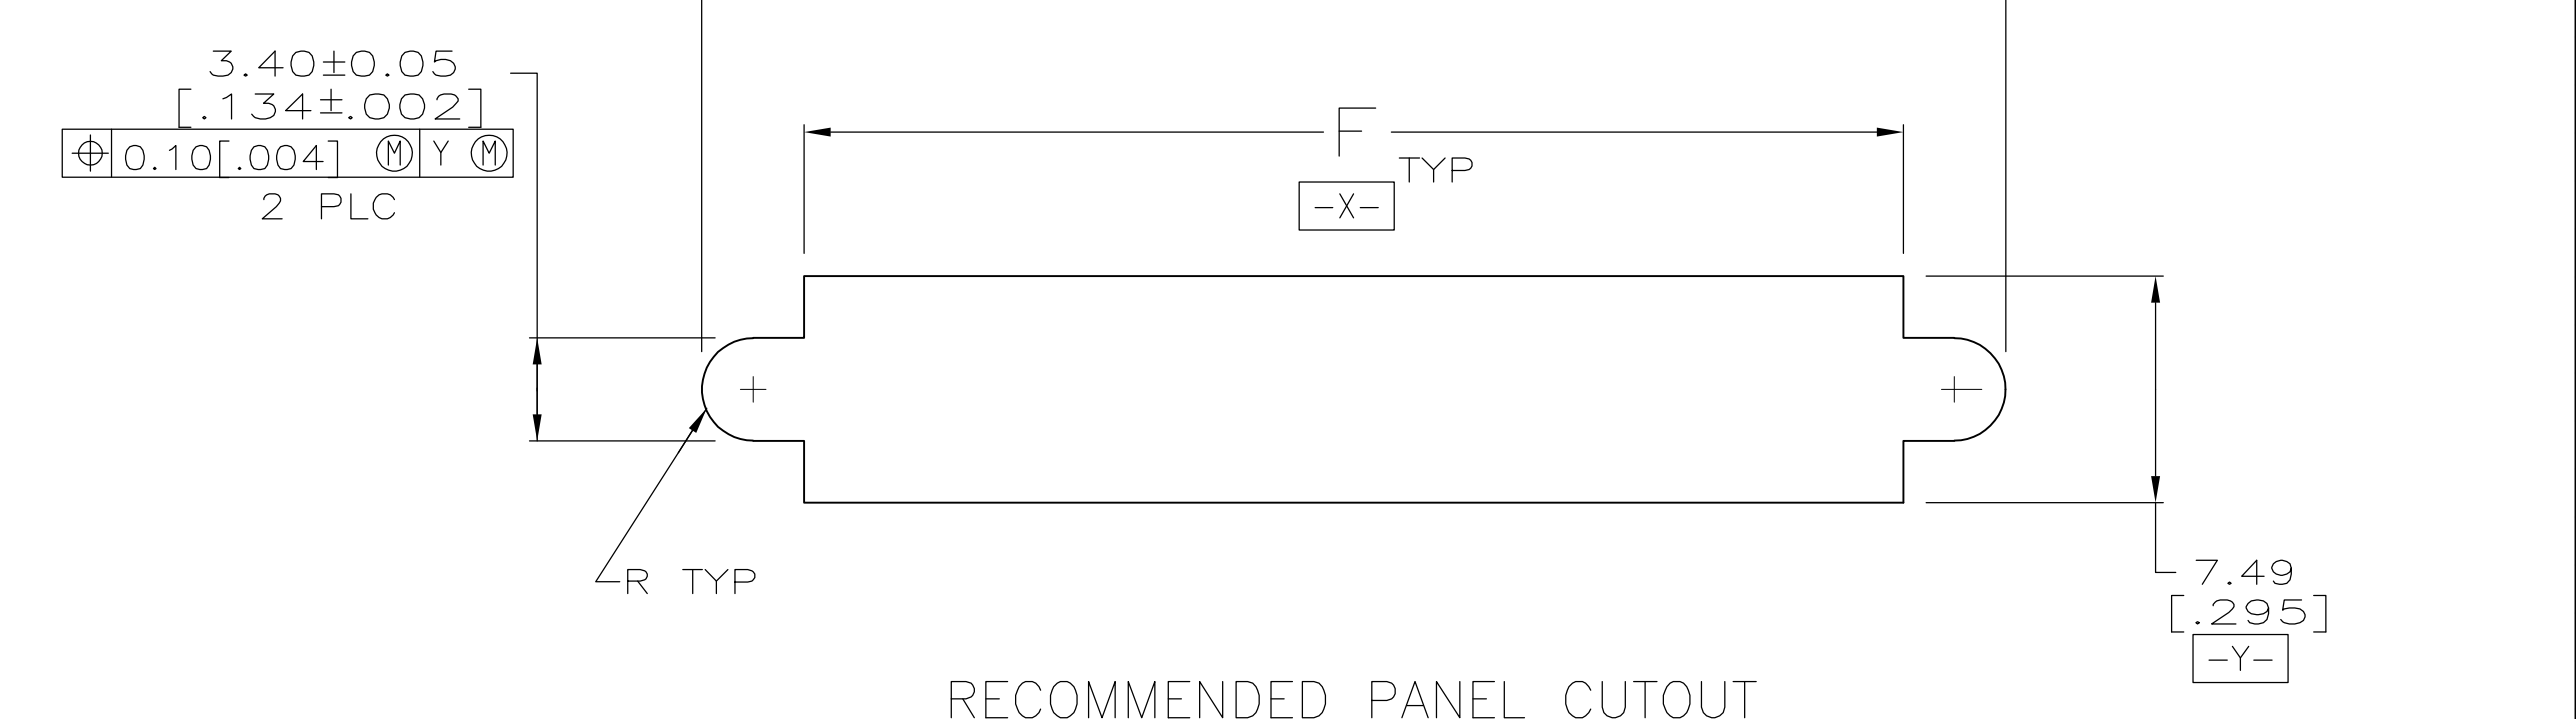 3.40±0.05
[.134±.002]
⌖ 0.10[.004] Ⓜ Y Ⓜ
2 PLC
F
TYP
-X-
R TYP
7.49
[.295]
-Y-
RECOMMENDED PANEL CUTOUT